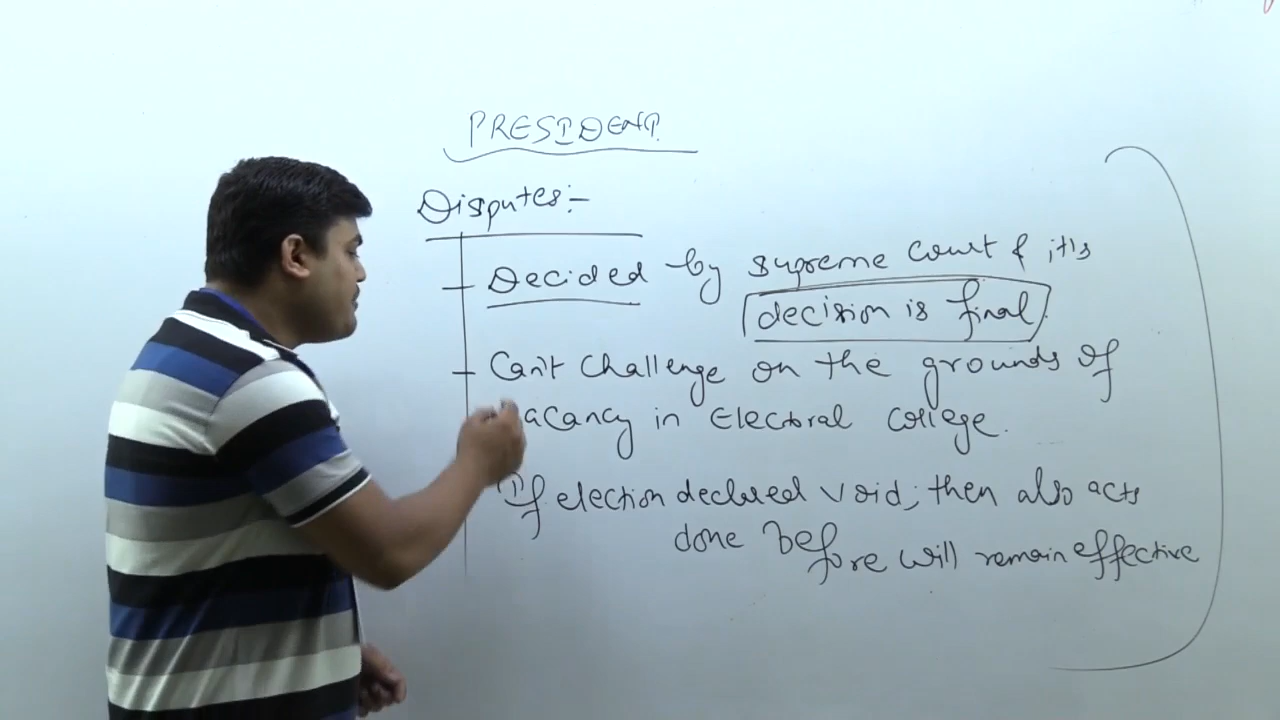 PRESIDENT
Disputes:-
Decided by supreme court & it's
decision is final.
Can't challenge on the grounds of
vacancy in Electoral college.
If election declared void; then also acts
done before will remain effective